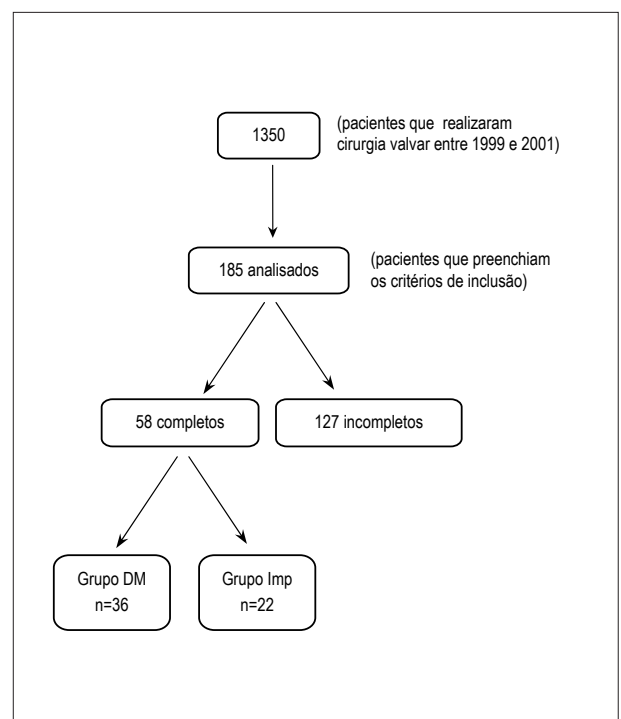 1350
(pacientes que realizaram
cirurgia valvar entre 1999 e 2001)
185 analisados
(pacientes que preenchiam
os critérios de inclusão)
58 completos
127 incompletos
Grupo DM
n=36
Grupo Imp
n=22